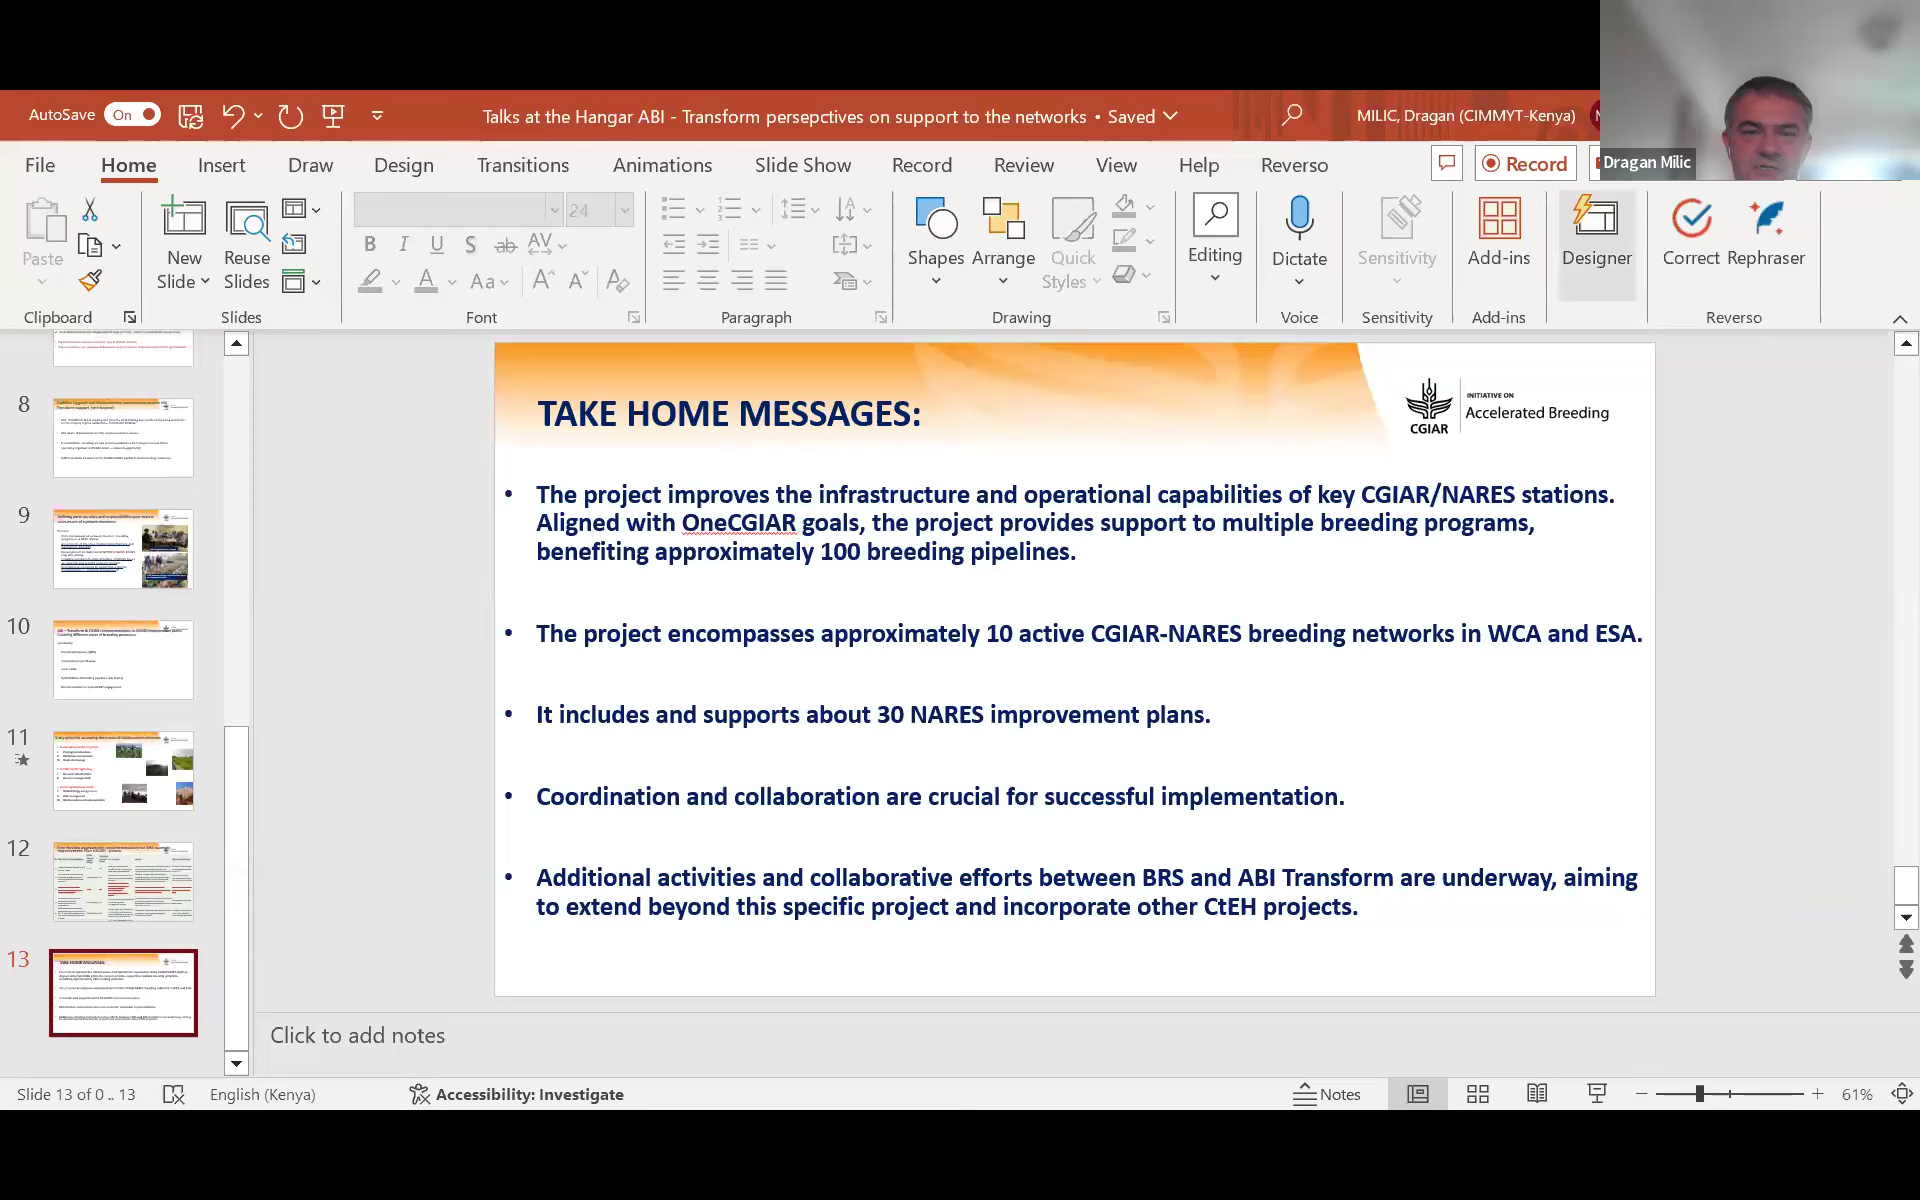 AutoSave On
Talks at the Hangar ABI - Transform persepctives on support to the networks • Saved
MILIC, Dragan (CIMMYT-Kenya)
Dragan Milic
File Home Insert Draw Design Transitions Animations Slide Show Record Review View Help Reverso
Record
Paste
New Slide
Reuse Slides
24
Shapes
Arrange
Quick Styles
Editing
Dictate
Sensitivity
Add-ins
Designer
Correct
Rephraser
Clipboard Slides Font Paragraph Drawing Voice Sensitivity Add-ins Reverso
8
9
10
11
12
13
TAKE HOME MESSAGES:
INITIATIVE ON
Accelerated Breeding
CGIAR
• The project improves the infrastructure and operational capabilities of key CGIAR/NARES stations.
Aligned with OneCGIAR goals, the project provides support to multiple breeding programs,
benefiting approximately 100 breeding pipelines.
• The project encompasses approximately 10 active CGIAR-NARES breeding networks in WCA and ESA.
• It includes and supports about 30 NARES improvement plans.
• Coordination and collaboration are crucial for successful implementation.
• Additional activities and collaborative efforts between BRS and ABI Transform are underway, aiming
to extend beyond this specific project and incorporate other CtEH projects.
Click to add notes
Slide 13 of 0 .. 13
English (Kenya)
Accessibility: Investigate
Notes
61%